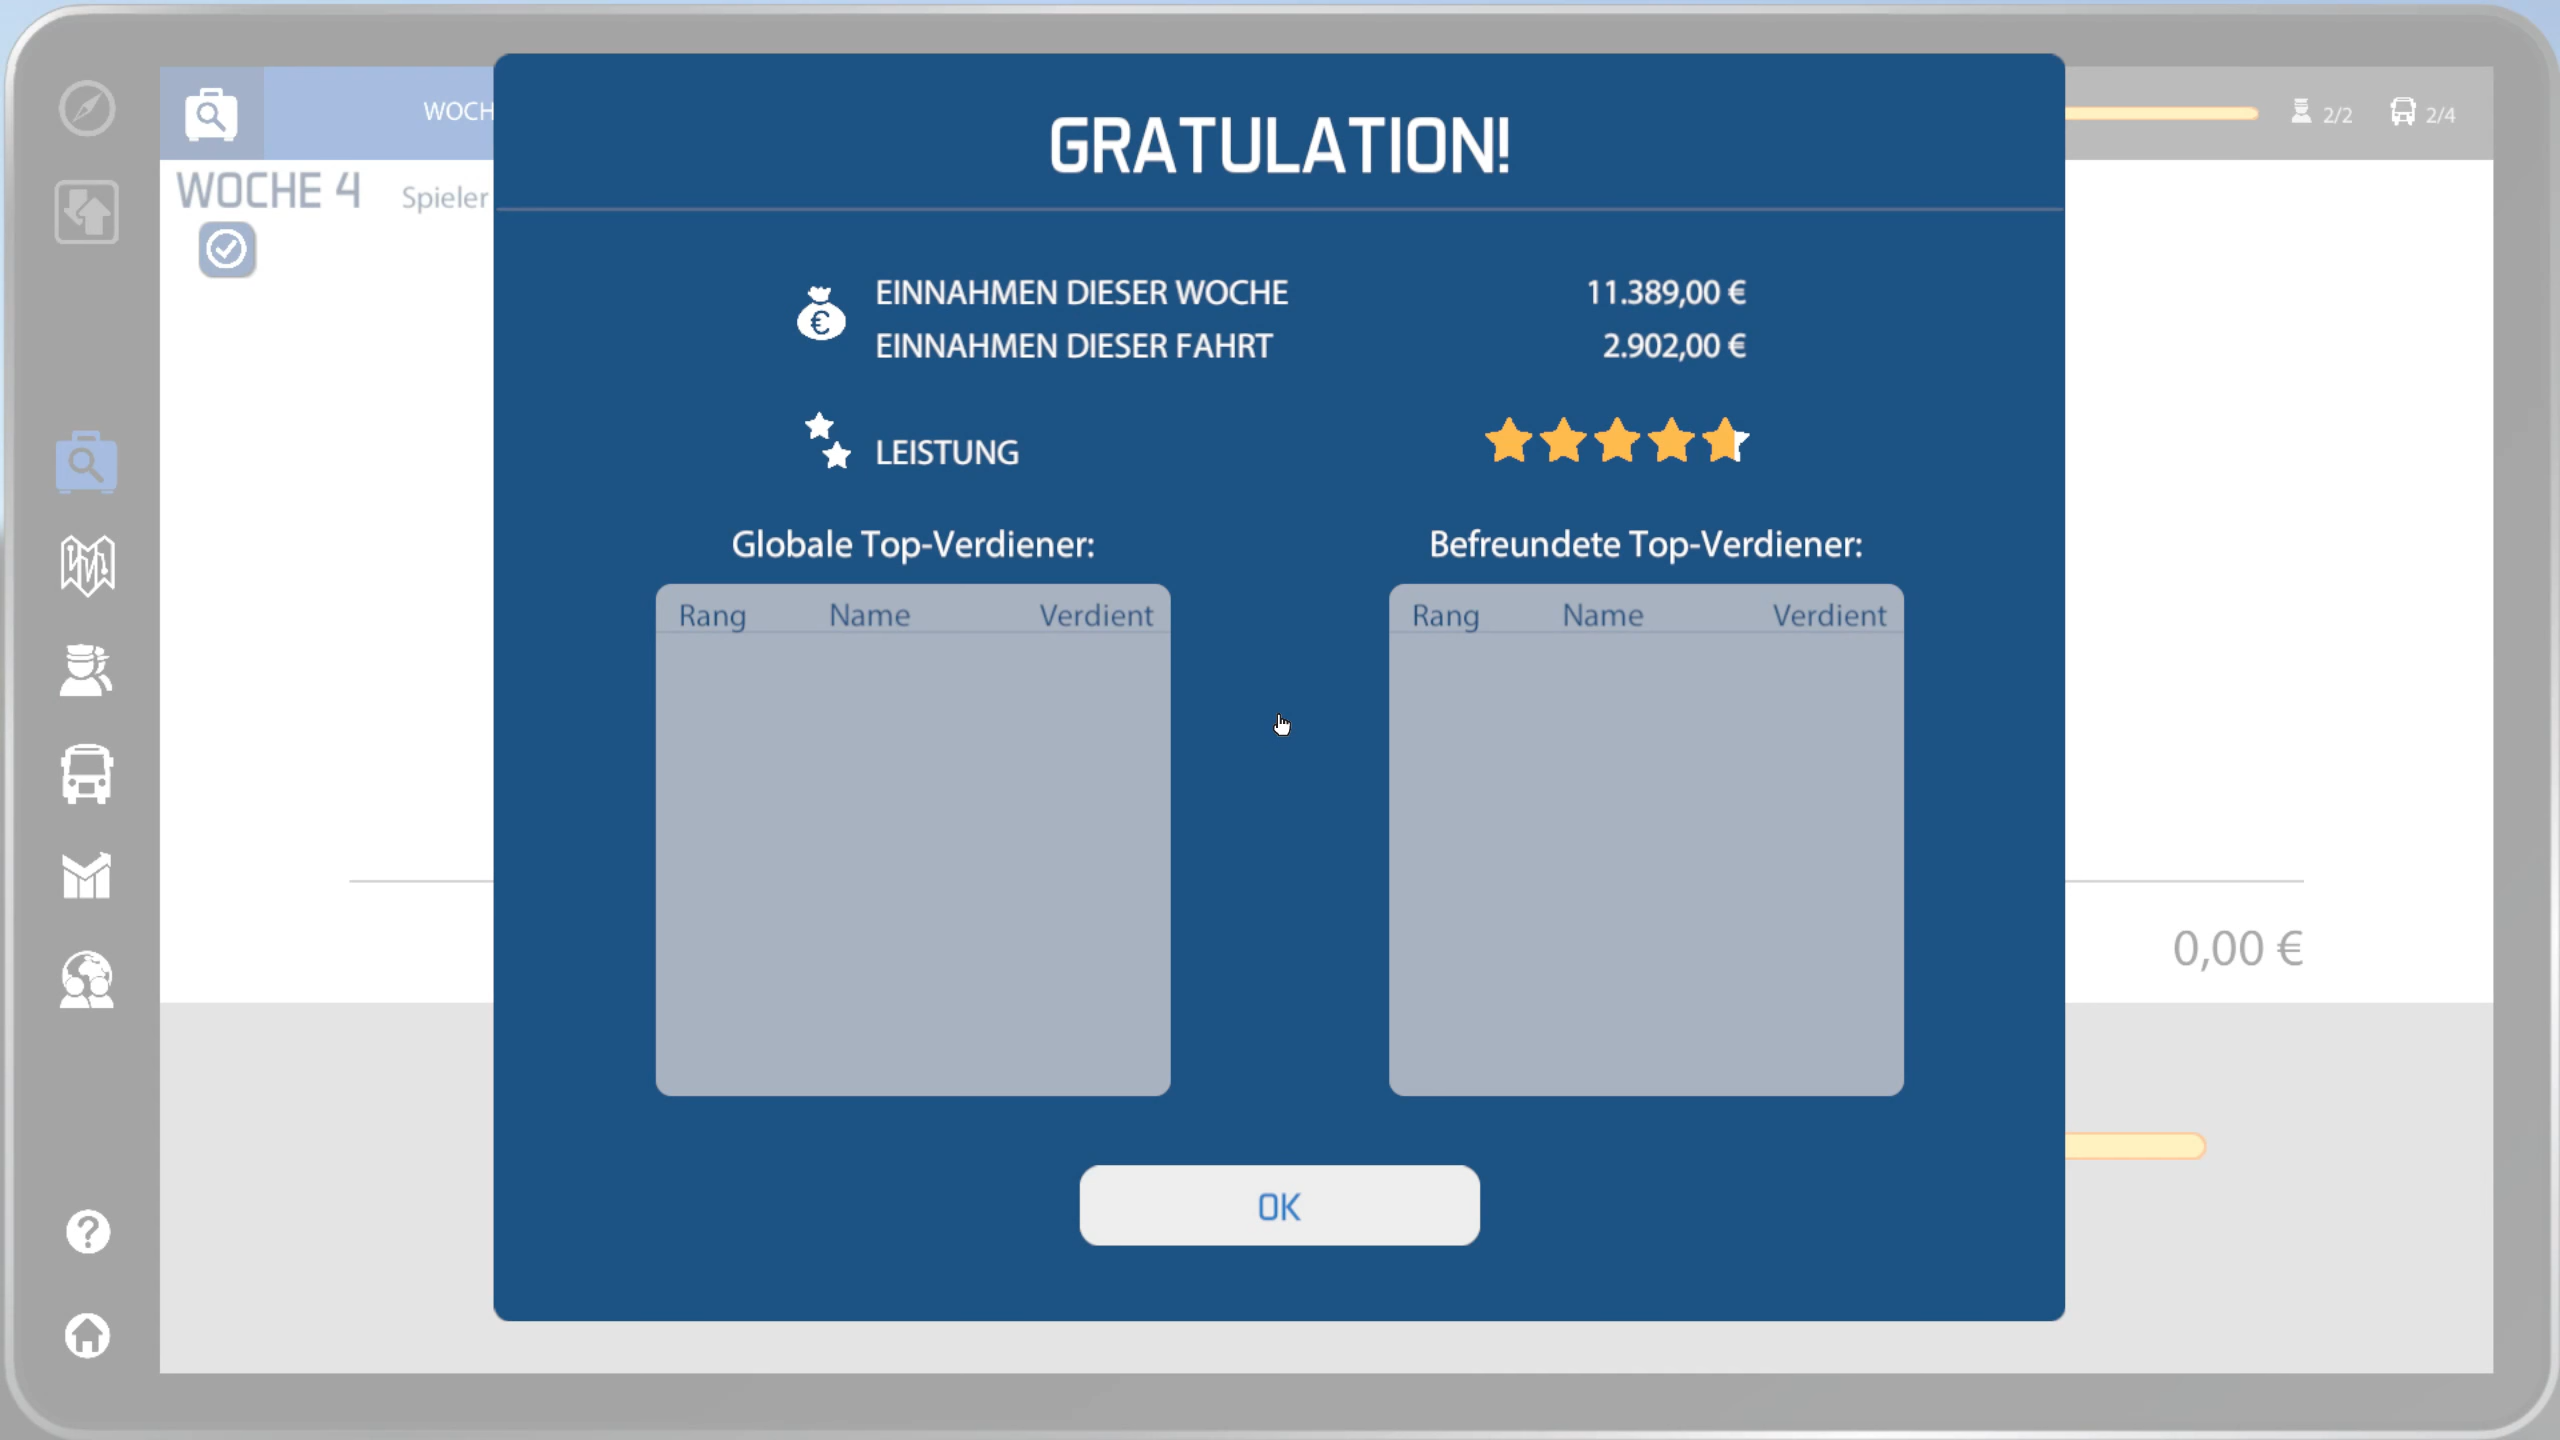 WOCH
2/2
2/4
WOCHE 4 Spieler
GRATULATION!
EINNAHMEN DIESER WOCHE 11.389,00 €
EINNAHMEN DIESER FAHRT 2.902,00 €
LEISTUNG
Globale Top-Verdiener:
Rang Name Verdient
Befreundete Top-Verdiener:
Rang Name Verdient
0,00 €
OK